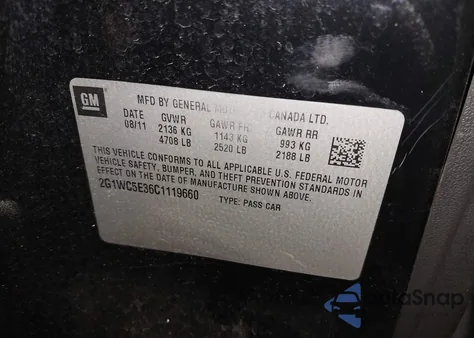 GM
MFD BY GENERAL MOT CANADA LTD.
DATE GVWR GAWR FR GAWR RR
08/11 2136 KG 1143 KG 993 KG
4708 LB 2520 LB 2188 LB
THIS VEHICLE CONFORMS TO ALL APPLICABLE U.S. FEDERAL MOTOR
VEHICLE SAFETY, BUMPER, AND THEFT PREVENTION STANDARDS IN
EFFECT ON THE DATE OF MANUFACTURE SHOWN ABOVE.
2G1WC5E36C1119660 TYPE: PASS CAR
DataSnap